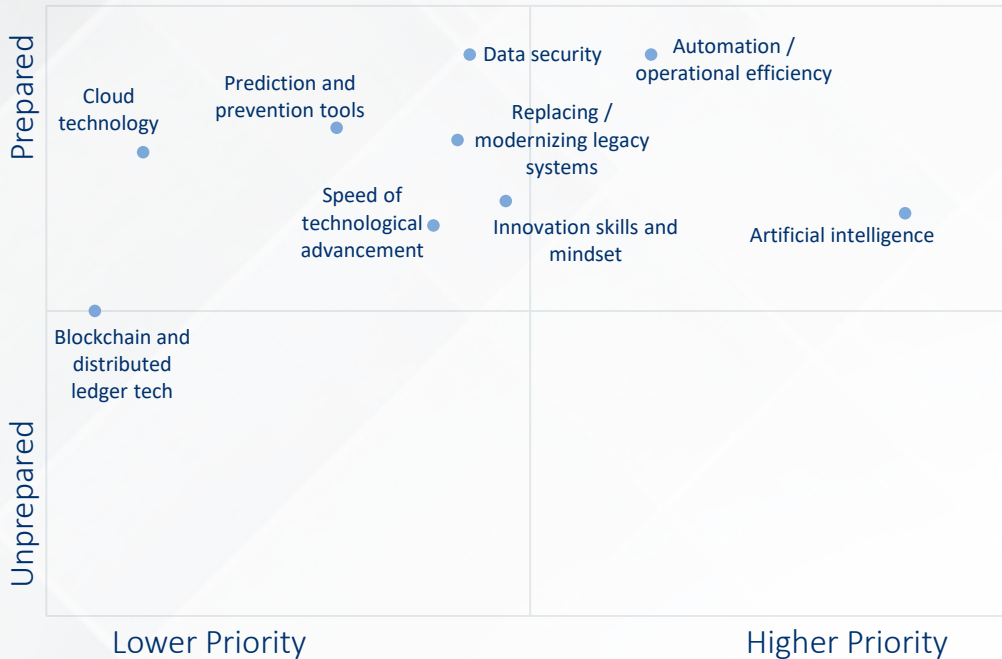 Prepared
Unprepared
Cloud
technology
Prediction and
prevention tools
Data security
Automation /
operational efficiency
Replacing /
modernizing legacy
systems
Speed of
technological
advancement
Innovation skills and
mindset
Artificial intelligence
Blockchain and
distributed
ledger tech
Lower Priority
Higher Priority